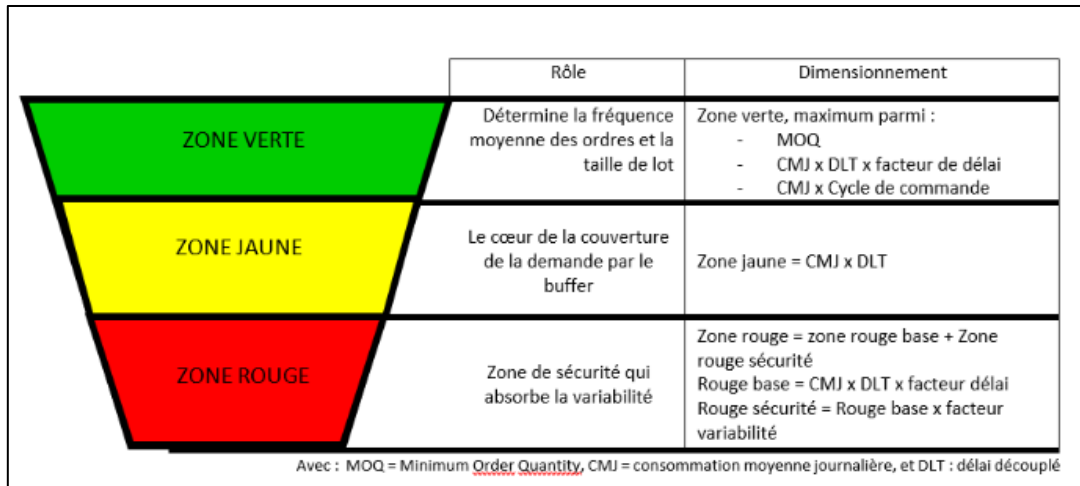 Rôle
Dimensionnement
ZONE VERTE
Détermine la fréquence
moyenne des ordres et la
taille de lot
Zone verte, maximum parmi :
- MOQ
- CMJ x DLT x facteur de délai
- CMJ x Cycle de commande
ZONE JAUNE
Le cœur de la couverture
de la demande par le
buffer
Zone jaune = CMJ x DLT
ZONE ROUGE
Zone de sécurité qui
absorbe la variabilité
Zone rouge = zone rouge base + Zone
rouge sécurité
Rouge base = CMJ x DLT x facteur délai
Rouge sécurité = Rouge base x facteur
variabilité
Avec : MOQ = Minimum Order Quantity, CMJ = consommation moyenne journalière, et DLT : délai découplé